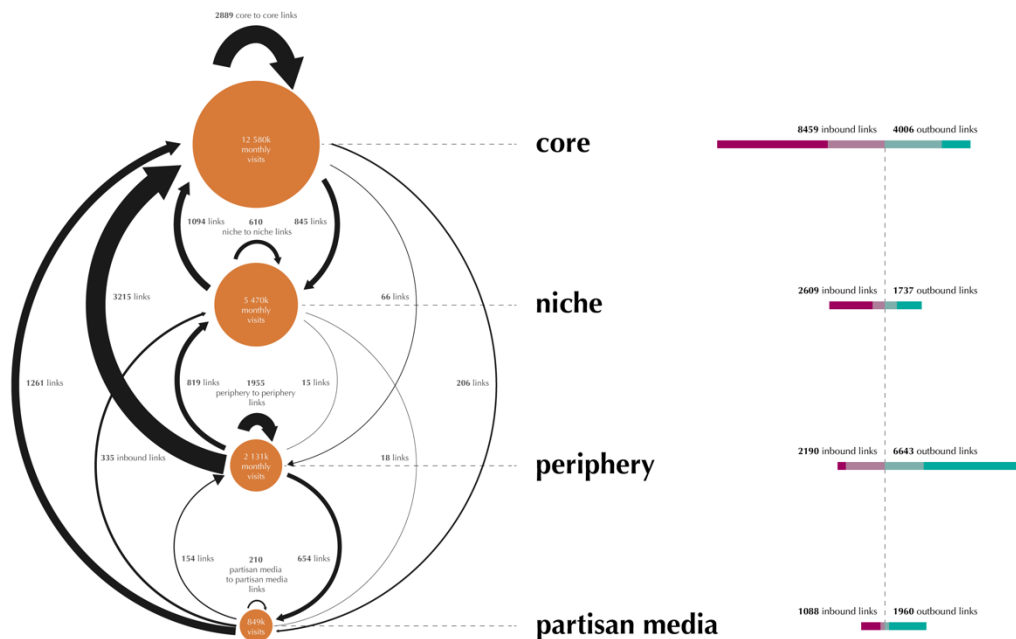 2889 core to core links
12 580k
monthly
visits
core
8459 inbound links
4006 outbound links
1094 links
610
niche to niche links
845 links
3215 links
66 links
5 470k
monthly
visits
niche
2609 inbound links
1737 outbound links
1261 links
819 links
1955
periphery to periphery
links
15 links
206 links
335 inbound links
2 131k
monthly
visits
18 links
periphery
2190 inbound links
6643 outbound links
154 links
210
partisan media
to partisan media
links
654 links
849k
visits
partisan media
1088 inbound links
1960 outbound links